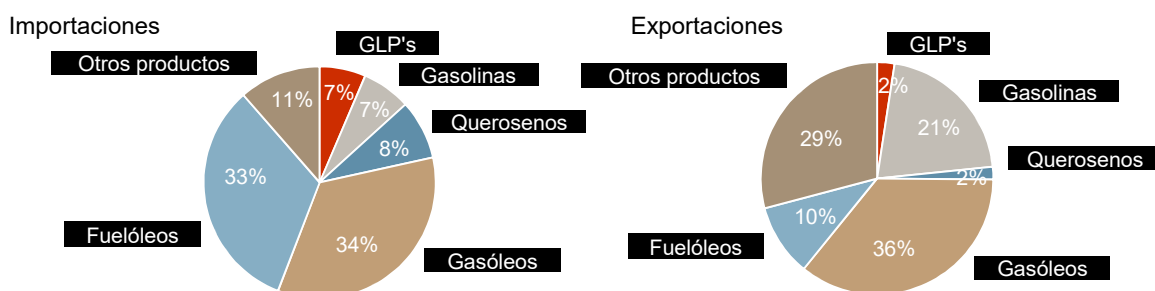 Importaciones
GLP's
Otros productos
Gasolinas
7%
11%
7%
Querosenos
8%
33%
Fuelóleos
34%
Gasóleos
Exportaciones
GLP's
Otros productos
2%
Gasolinas
21%
29%
Querosenos
2%
10%
Fuelóleos
36%
Gasóleos